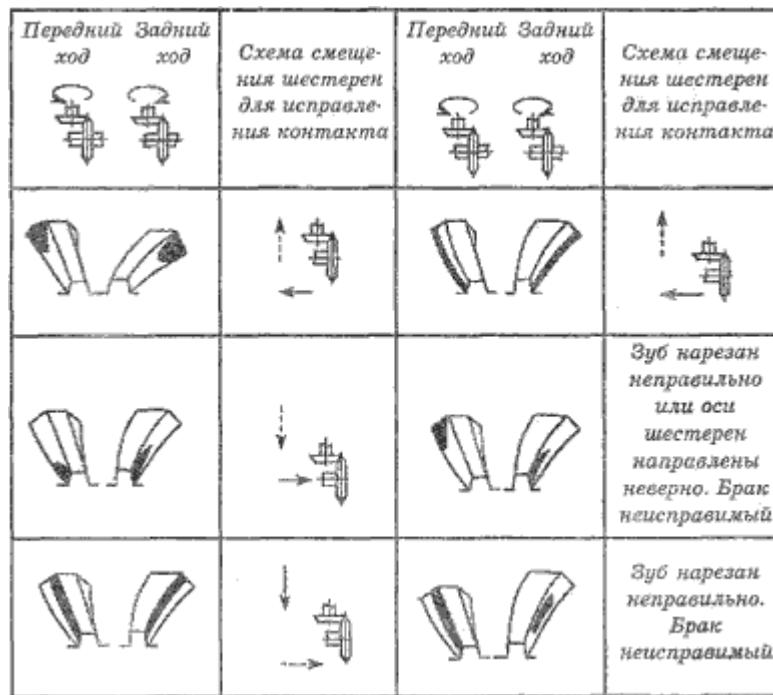 Передний Задний
ход ход
Схема смеще-
ния шестерен
для исправле-
ния контакта
Передний Задний
ход ход
Схема смеще-
ния шестерен
для исправле-
ния контакта
Зуб нарезан
неправильно
или оси
шестерен
направлены
неверно. Брак
неисправимый
Зуб нарезан
неправильно.
Брак
неисправимый